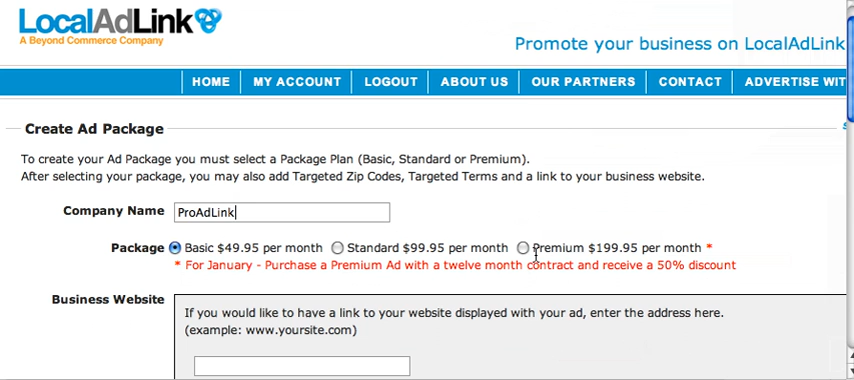 LocalAdLink
A Beyond Commerce Company
Promote your business on LocalAdLink
HOME MY ACCOUNT LOGOUT ABOUT US OUR PARTNERS CONTACT ADVERTISE WIT
Create Ad Package
To create your Ad Package you must select a Package Plan (Basic, Standard or Premium).
After selecting your package, you may also add Targeted Zip Codes, Targeted Terms and a link to your business website.
Company Name ProAdLink
Package Basic $49.95 per month Standard $99.95 per month Premium $199.95 per month *
* For January - Purchase a Premium Ad with a twelve month contract and receive a 50% discount
Business Website
If you would like to have a link to your website displayed with your ad, enter the address here.
(example: www.yoursite.com)